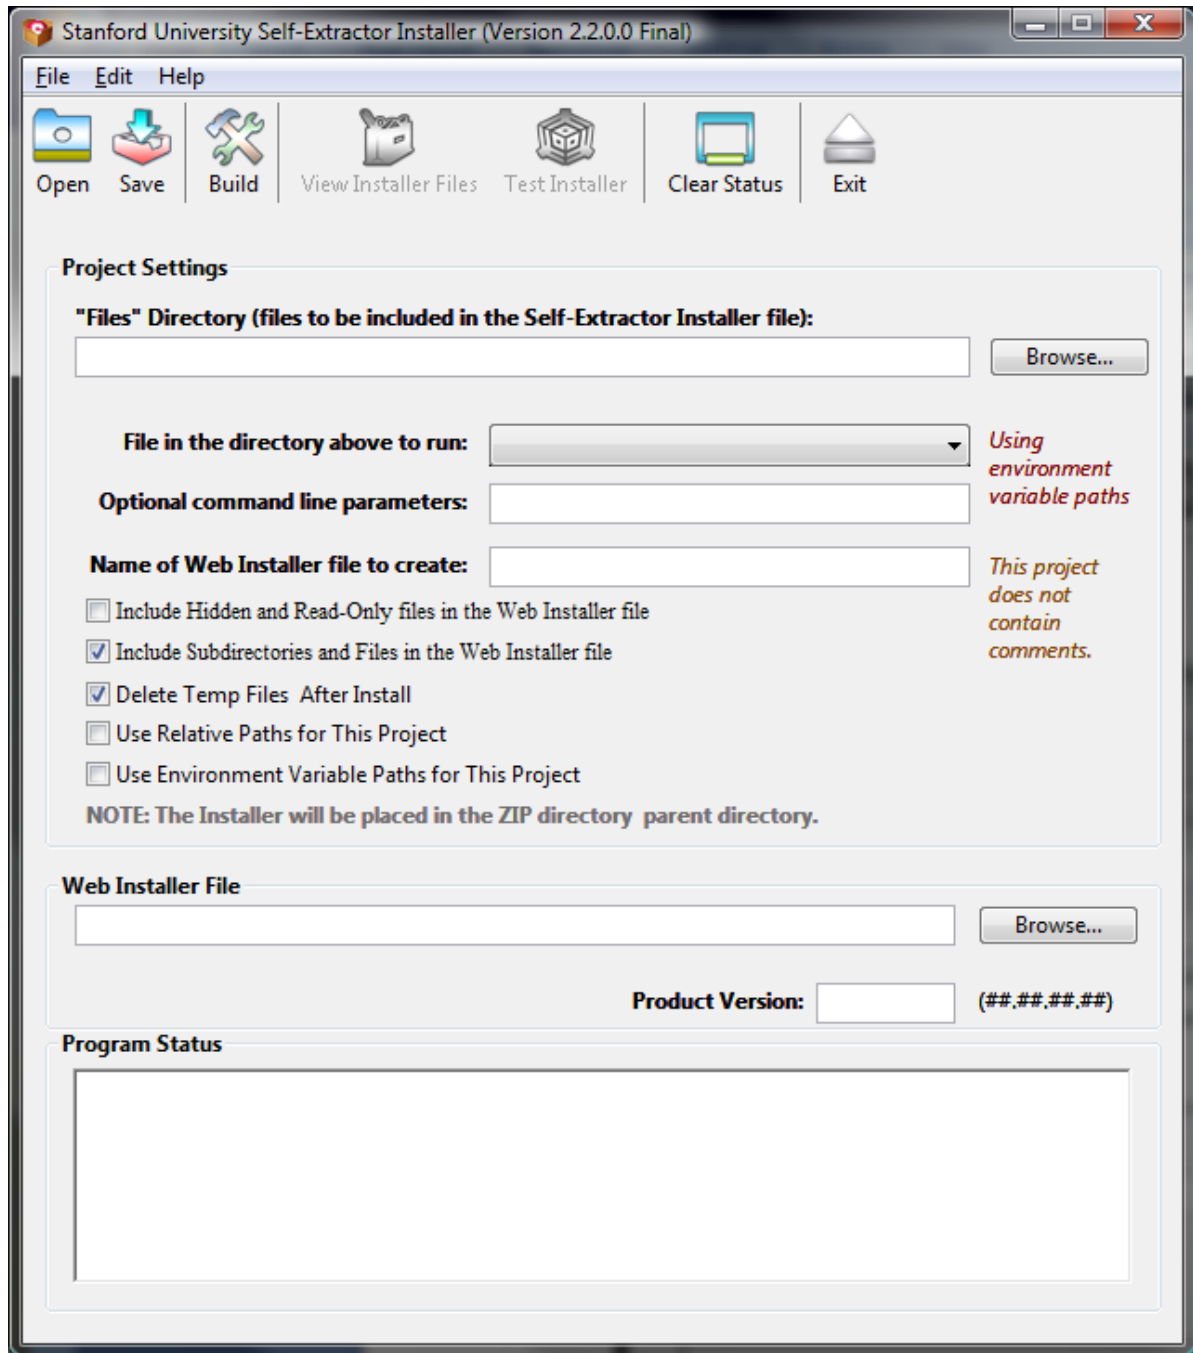 Stanford University Self-Extractor Installer (Version 2.2.0.0 Final)
File Edit Help
Open Save Build View Installer Files Test Installer Clear Status Exit
Project Settings
"Files" Directory (files to be included in the Self-Extractor Installer file):
Browse...
File in the directory above to run:
Using
environment
variable paths
Optional command line parameters:
Name of Web Installer file to create:
This project
does not
contain
comments.
Include Hidden and Read-Only files in the Web Installer file
Include Subdirectories and Files in the Web Installer file
Delete Temp Files  After Install
Use Relative Paths for This Project
Use Environment Variable Paths for This Project
NOTE: The Installer will be placed in the ZIP directory  parent directory.
Web Installer File
Browse...
Product Version: (##.##.##.##)
Program Status